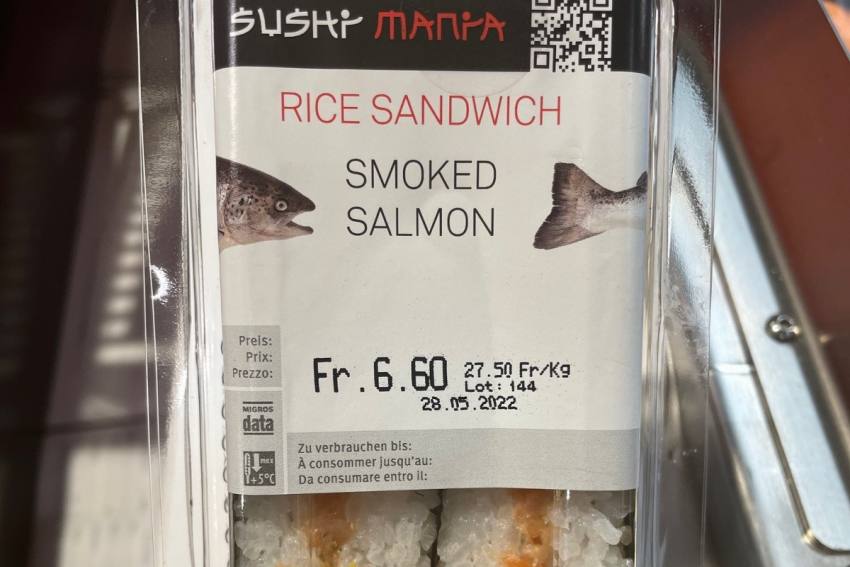 SUSHI MANIA
RICE SANDWICH
SMOKED
SALMON
Preis:
Prix:
Prezzo:
Fr.6.60
27.50 Fr/Kg
Lot: 144
28.05.2022
MIGROS
data
max
+5°C
Zu verbrauchen bis:
À consommer jusqu'au:
Da consumare entro il: